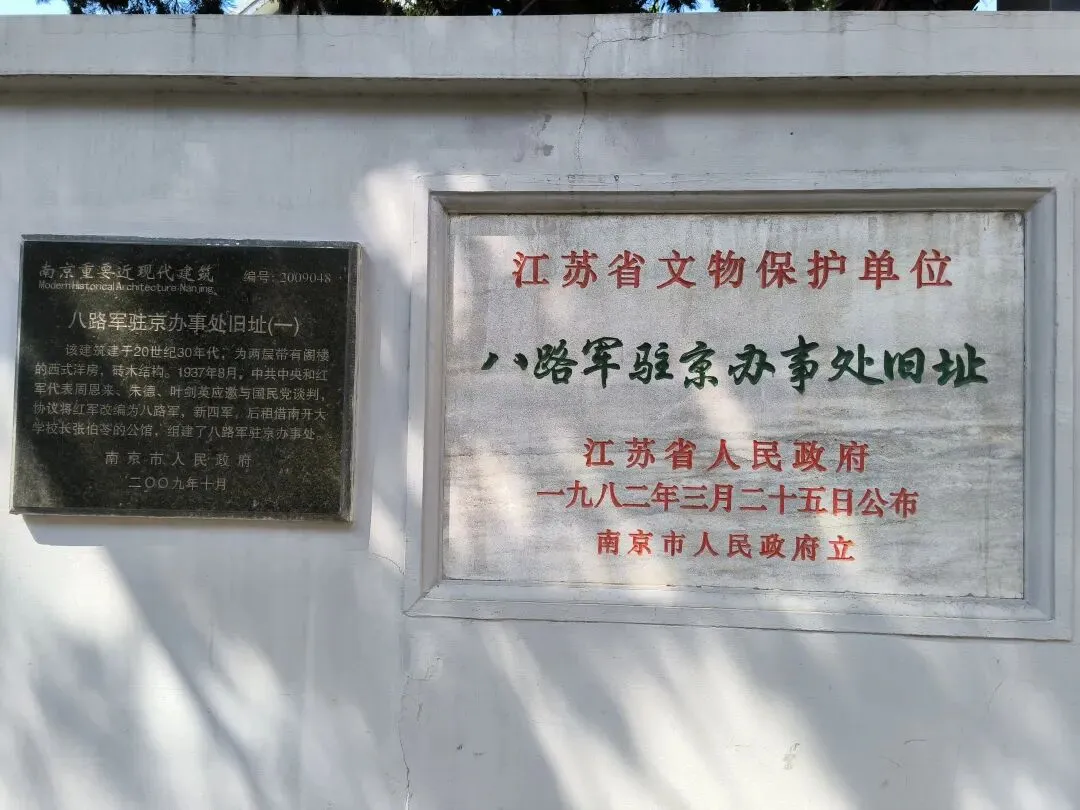 南京重要近现代建筑 编号: 2009048
Modern Historical Architecture·Nanjing
八路军驻京办事处旧址(一)
该建筑建于20世纪30年代，为两层带有阁楼
的西式洋房，砖木结构。1937年8月，中共中央和红
军代表周恩来、朱德、叶剑英应邀与国民党谈判，
协议将红军改编为八路军，新四军，后租借南开大
学校长张伯苓的公馆，组建了八路军驻京办事处。
南京市人民政府
二〇〇九年十月
江苏省文物保护单位
八路军驻京办事处旧址
江苏省人民政府
一九八二年三月二十五日公布
南京市人民政府立